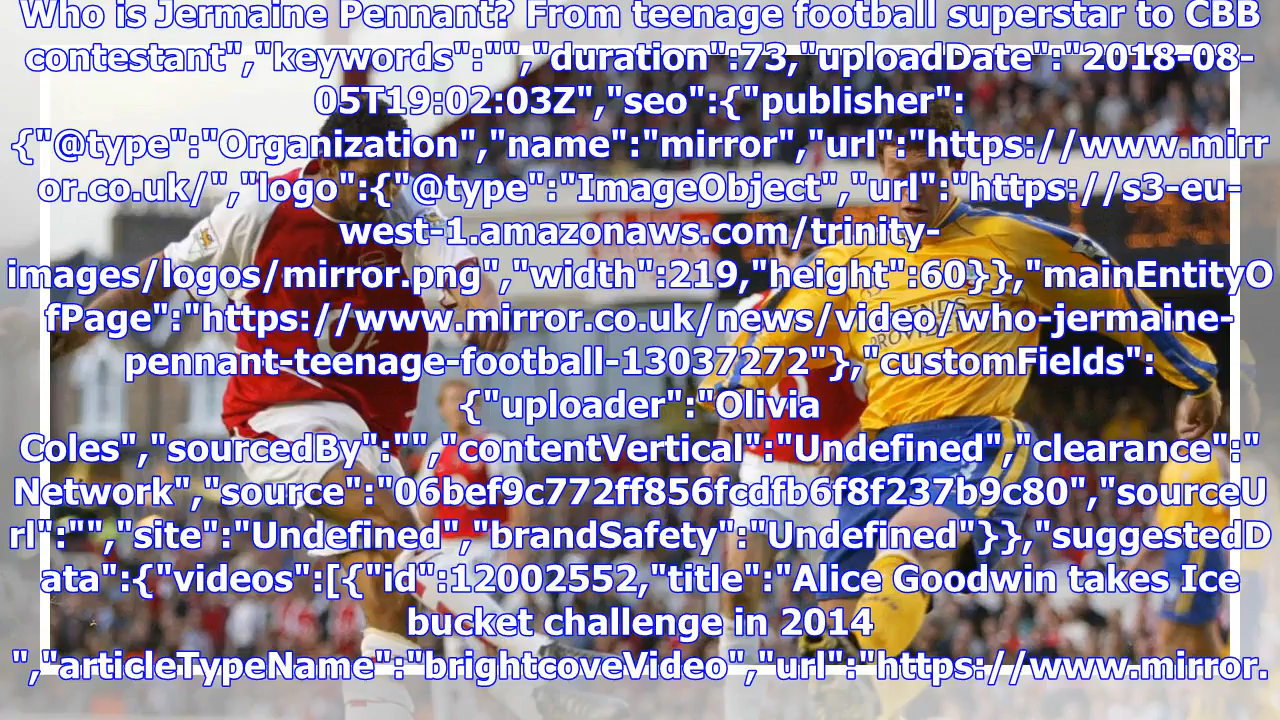 Who is Jermaine Pennant? From teenage football superstar to CBB
contestant","keywords":"","duration":73,"uploadDate":"2018-08-
05T19:02:03Z","seo":{"publisher":
{"@type":"Organization","name":"mirror","url":"https://www.mirr
or.co.uk/","logo":{"@type":"ImageObject","url":"https://s3-eu-
west-1.amazonaws.com/trinity-
images/logos/mirror.png","width":219,"height":60}},"mainEntityO
fPage":"https://www.mirror.co.uk/news/video/who-jermaine-
pennant-teenage-football-13037272"},"customFields":
{"uploader":"Olivia
Coles","sourcedBy":"","contentVertical":"Undefined","clearance":"
Network","source":"06bef9c772ff856fcdfb6f8f237b9c80","sourceU
rl":"","site":"Undefined","brandSafety":"Undefined"}},"suggestedD
ata":{"videos":[{"id":12002552,"title":"Alice Goodwin takes Ice
bucket challenge in 2014
","articleTypeName":"brightcoveVideo","url":"https://www.mirror.